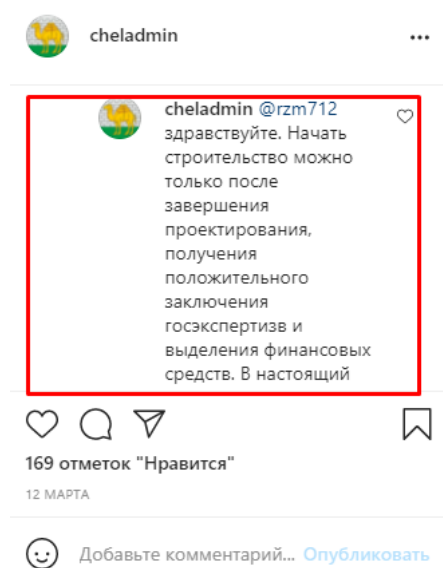 cheladmin
cheladmin @rzm712
здравствуйте. Начать
строительство можно
только после
завершения
проектирования,
получения
положительного
заключения
госэкспертизв и
выделения финансовых
средств. В настоящий
169 отметок "Нравится"
12 МАРТА
Добавьте комментарий... Опубликовать